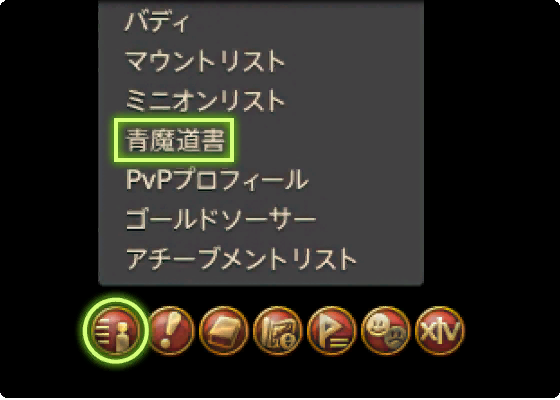 バディ
マウントリスト
ミニオンリスト
青魔道書
PvPプロフィール
ゴールドソーサー
アチーブメントリスト
XIV